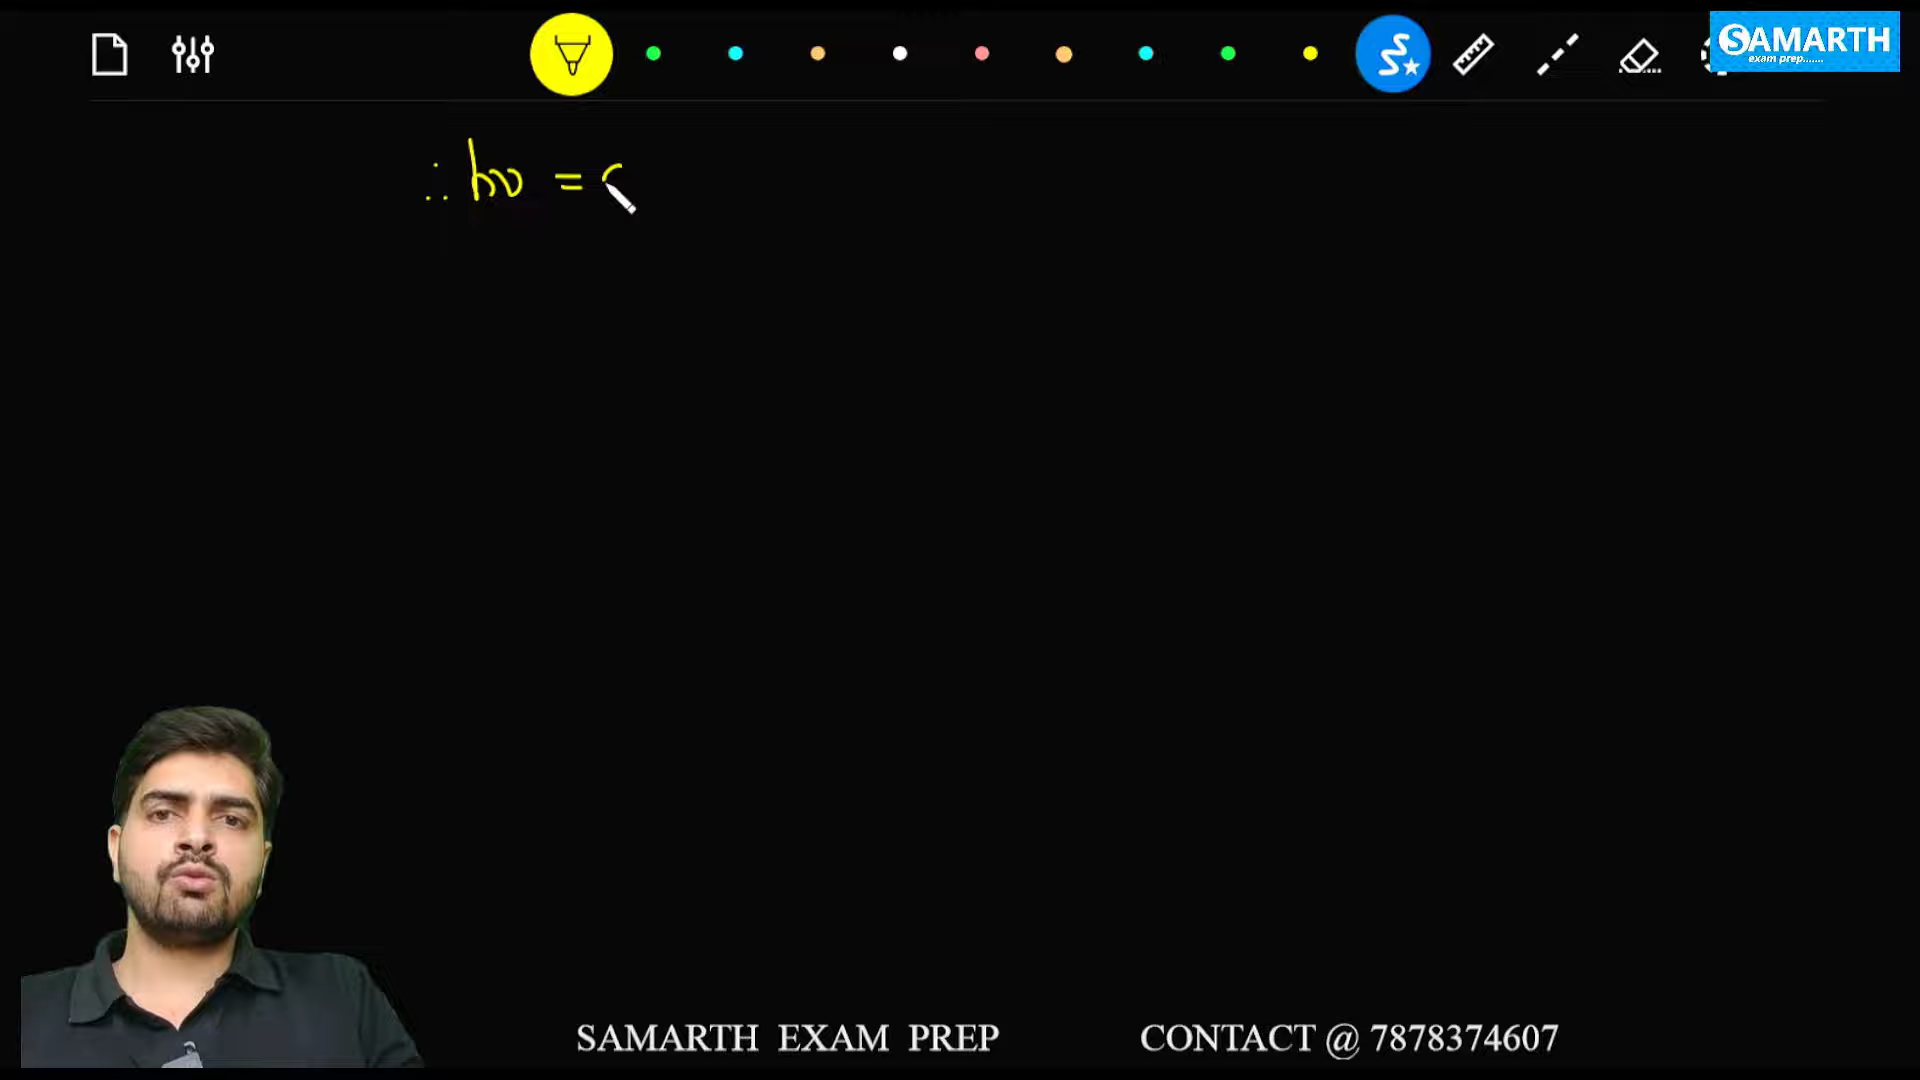 SAMARTH
exam prep.......
∴ hν =
SAMARTH EXAM PREP CONTACT @ 7878374607